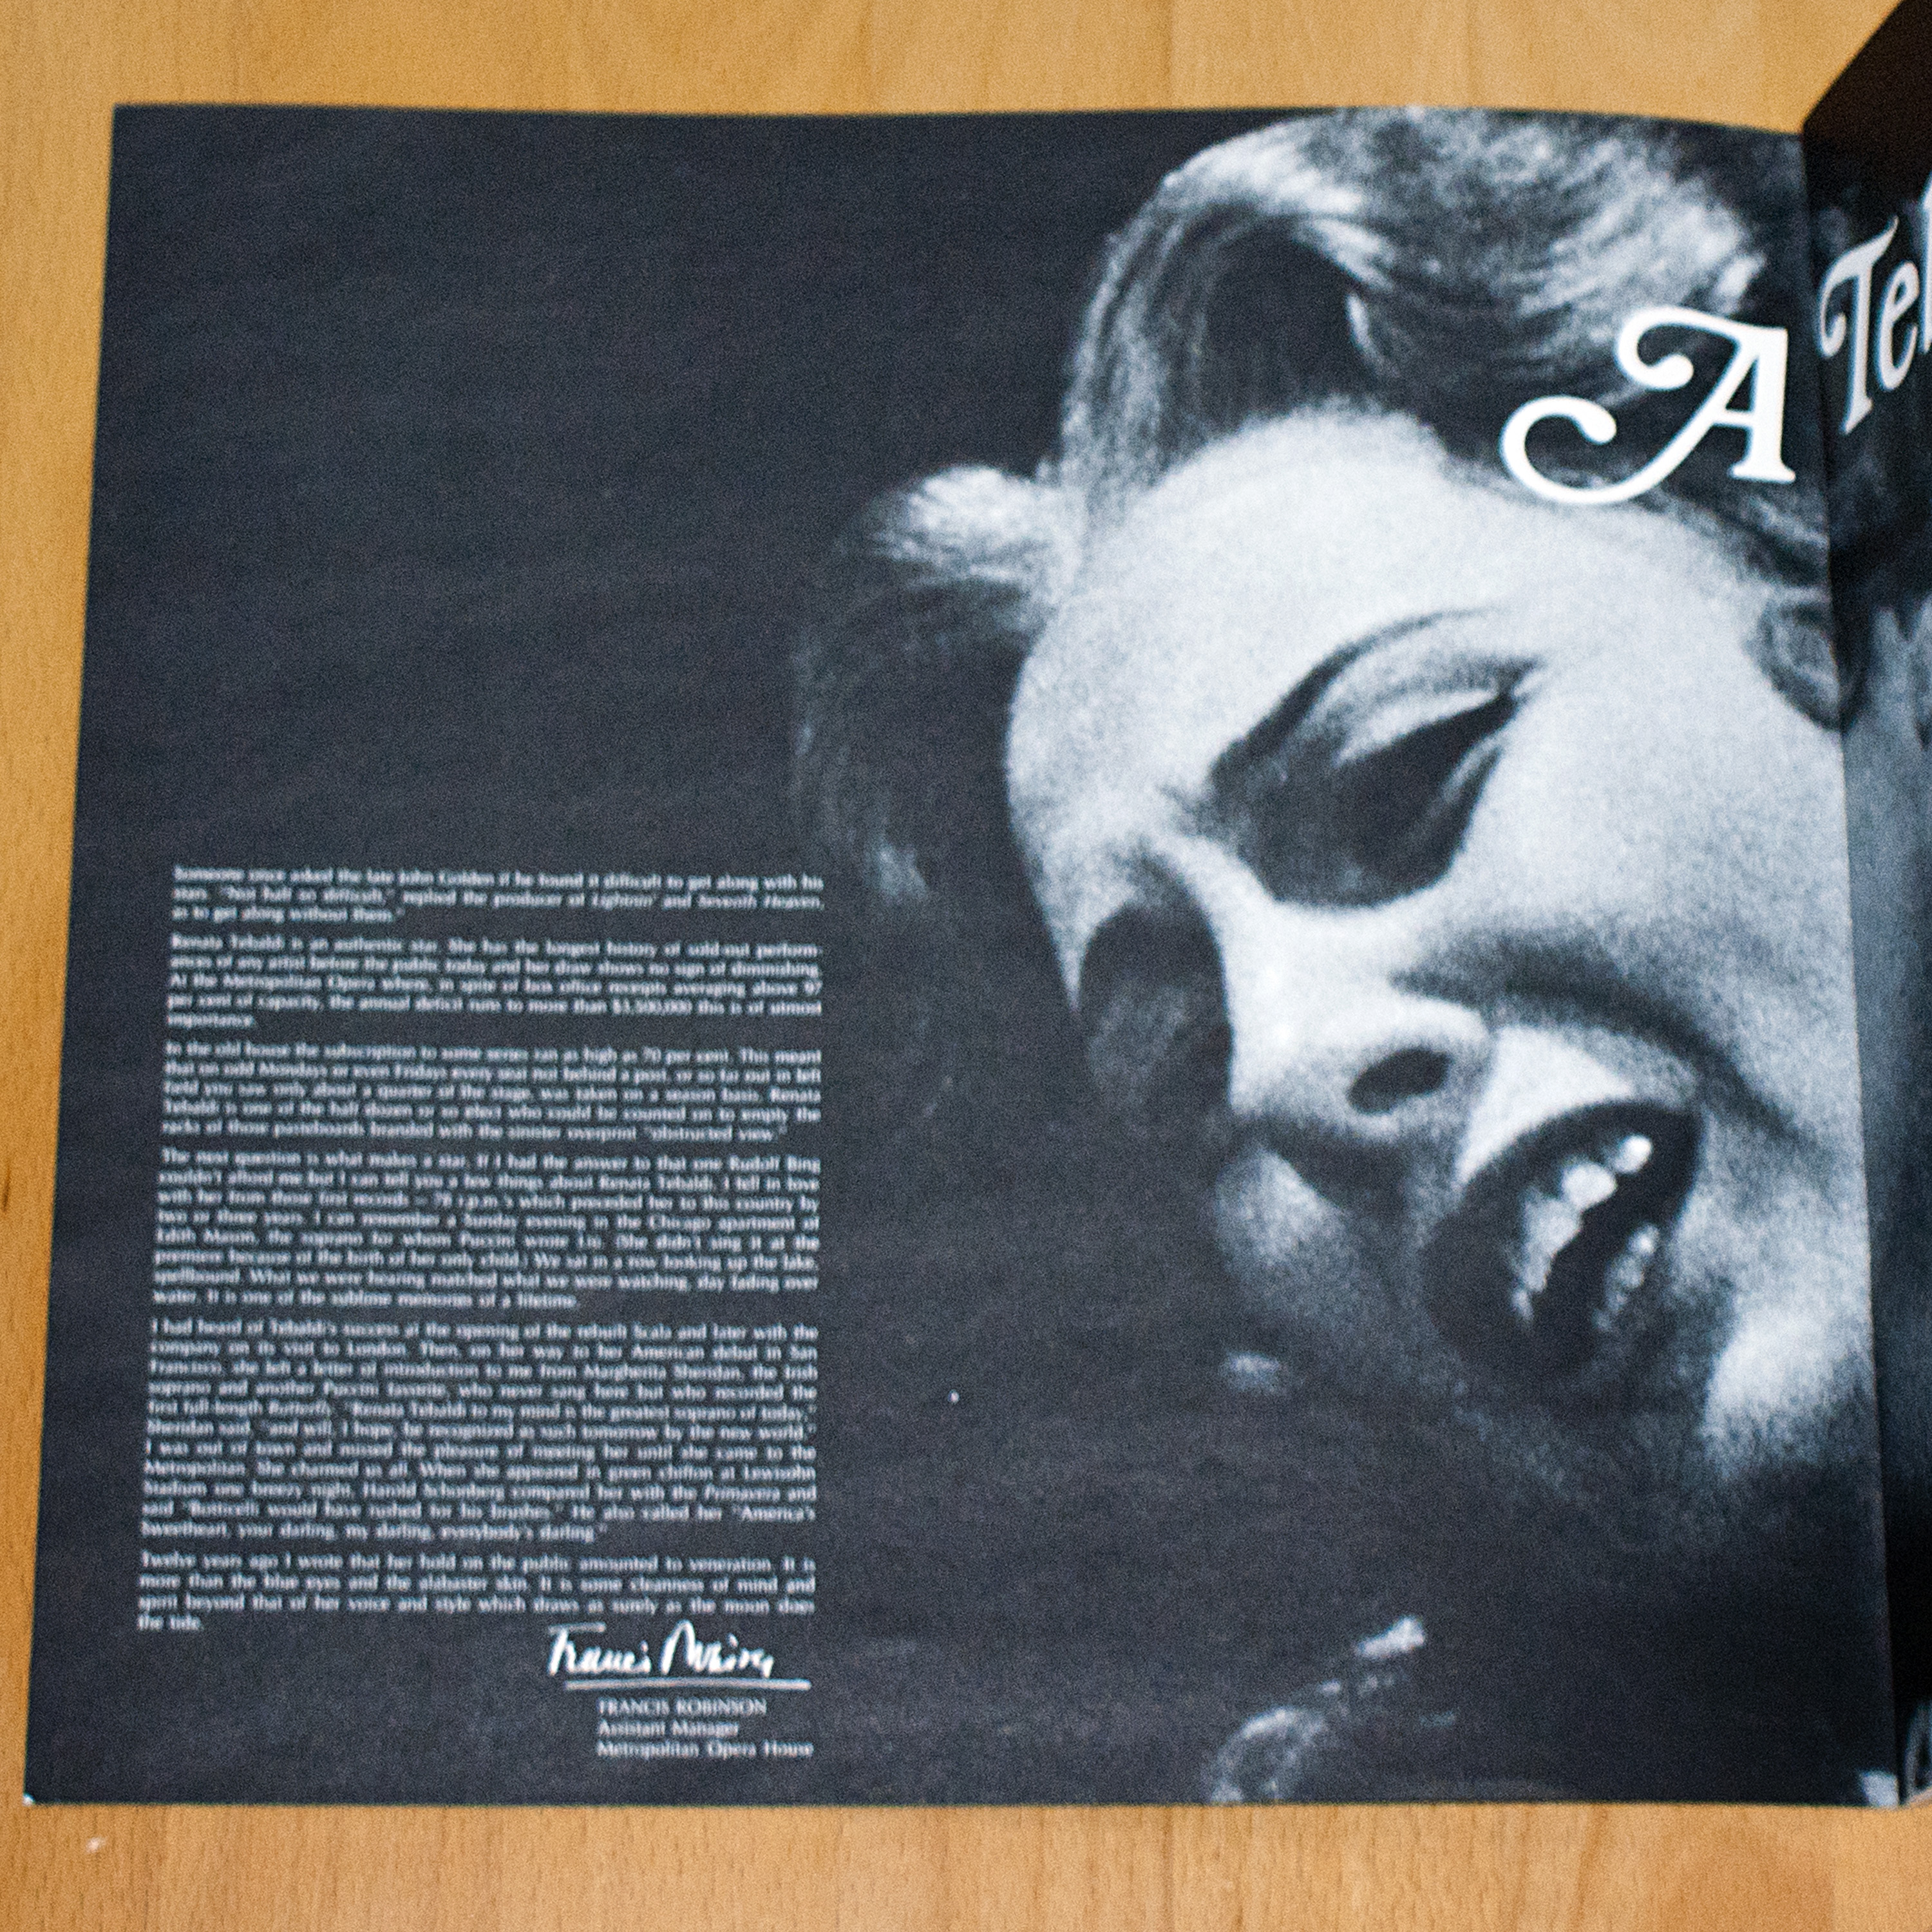 A Teb
Someone once asked the late John Golden if he found it difficult to get along with his
stars. "Not half so difficult," replied the producer of Lightnin' and Seventh Heaven,
as to get along without them."
Renata Tebaldi is an authentic star. She has the longest history of sold-out perform-
ances of any artist before the public today and her draw shows no sign of diminishing.
At the Metropolitan Opera where, in spite of box office receipts averaging above 97
per cent of capacity, the annual deficit runs to more than $3,500,000 this is of utmost
importance.
In the old house the subscription to some series ran as high as 70 per cent. This meant
that on odd Mondays or even Fridays every seat not behind a post, or so far out in left
field you saw only about a quarter of the stage, was taken on a season basis. Renata
Tebaldi is one of the half dozen or so elect who could be counted on to empty the
racks of those pasteboards branded with the sinister overprint "obstructed view."
The next question is what makes a star. If I had the answer to that one Rudolf Bing
couldn't afford me but I can tell you a few things about Renata Tebaldi. I fell in love
with her from those first records – 78 r.p.m.'s which preceded her to this country by
two or three years. I can remember a Sunday evening in the Chicago apartment of
Edith Mason, the soprano for whom Puccini wrote Liu. (She didn't sing it at the
premiere because of the birth of her only child.) We sat in a row looking up the lake,
spellbound. What we were hearing matched what we were watching, day fading over
water. It is one of the sublime memories of a lifetime.
I had heard of Tebaldi's success at the opening of the rebuilt Scala and later with the
company on its visit to London. Then, on her way to her American debut in San
Francisco, she left a letter of introduction to me from Margherita Sheridan, the Irish
soprano and another Puccini favorite, who never sang here but who recorded the
first full-length Butterfly. "Renata Tebaldi to my mind is the greatest soprano of today,"
Sheridan said, "and will, I hope, be recognized as such tomorrow by the new world."
I was out of town and missed the pleasure of meeting her until she came to the
Metropolitan. She charmed us all. When she appeared in green chiffon at Lewisohn
Stadium one breezy night, Harold Schonberg compared her with the Primavera and
said "Botticelli would have rushed for his brushes." He also called her "America's
Sweetheart, your darling, my darling, everybody's darling."
Twelve years ago I wrote that her hold on the public amounted to veneration. It is
more than the blue eyes and the alabaster skin. It is some cleanness of mind and
spirit beyond that of her voice and style which draws as surely as the moon does
the tide.
Francis Robinson
FRANCIS ROBINSON
Assistant Manager
Metropolitan Opera House